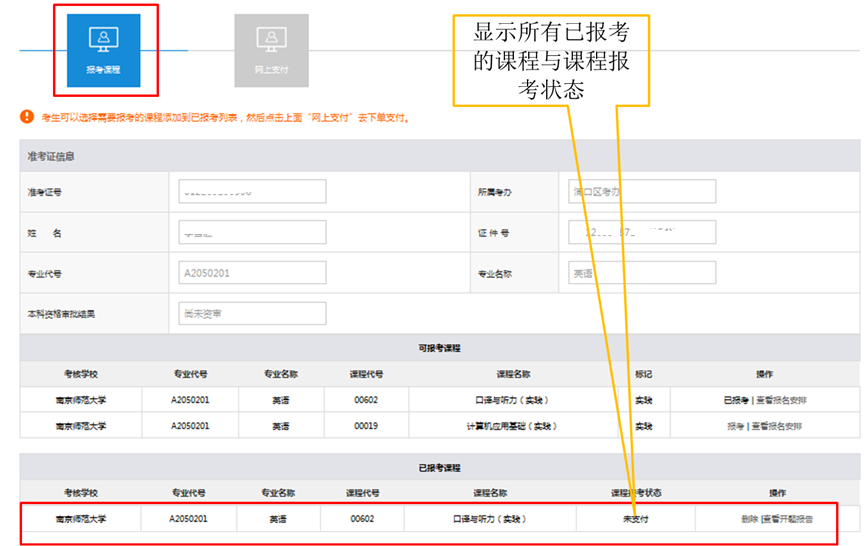 显示所有已报考
的课程与课程报
考状态
报考课程
网上支付
考生可以选择需要报考的课程添加到已报考列表，然后点击上面“网上支付”去下单支付。
准考证信息
准考证号
所属考办 浦口区考办
姓 名
证 件 号
专业代号 A2050201 专业名称 英语
本科资格审批结果 尚未资审
可报考课程
考核学校 专业代号 专业名称 课程代号 课程名称 标记 操作
南京师范大学 A2050201 英语 00602 口译与听力（实践） 实践 已报考 | 查看报名安排
南京师范大学 A2050201 英语 00019 计算机应用基础（实践） 实践 报考 | 查看报名安排
已报考课程
考核学校 专业代号 专业名称 课程代号 课程名称 课程报考状态 操作
南京师范大学 A2050201 英语 00602 口译与听力（实践） 未支付 删除 |查看开题报告